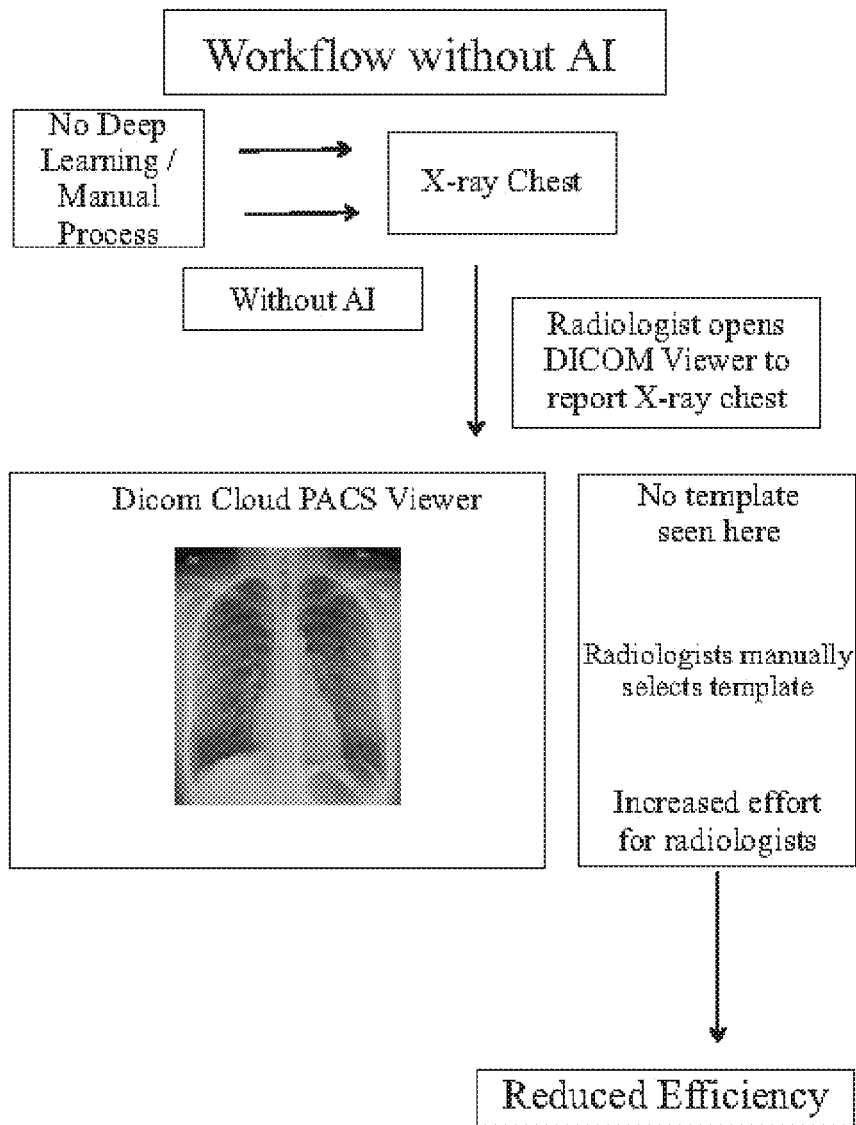 Workflow without AI
No Deep
Learning /
Manual
Process
X-ray Chest
Without AI
Radiologist opens
DICOM Viewer to
report X-ray chest
Dicom Cloud PACS Viewer
No template
seen here
Radiologists manually
selects template
Increased effort
for radiologists
Reduced Efficiency